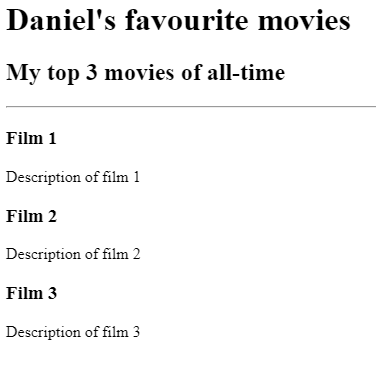 Daniel's favourite movies
My top 3 movies of all-time
Film 1
Description of film 1
Film 2
Description of film 2
Film 3
Description of film 3